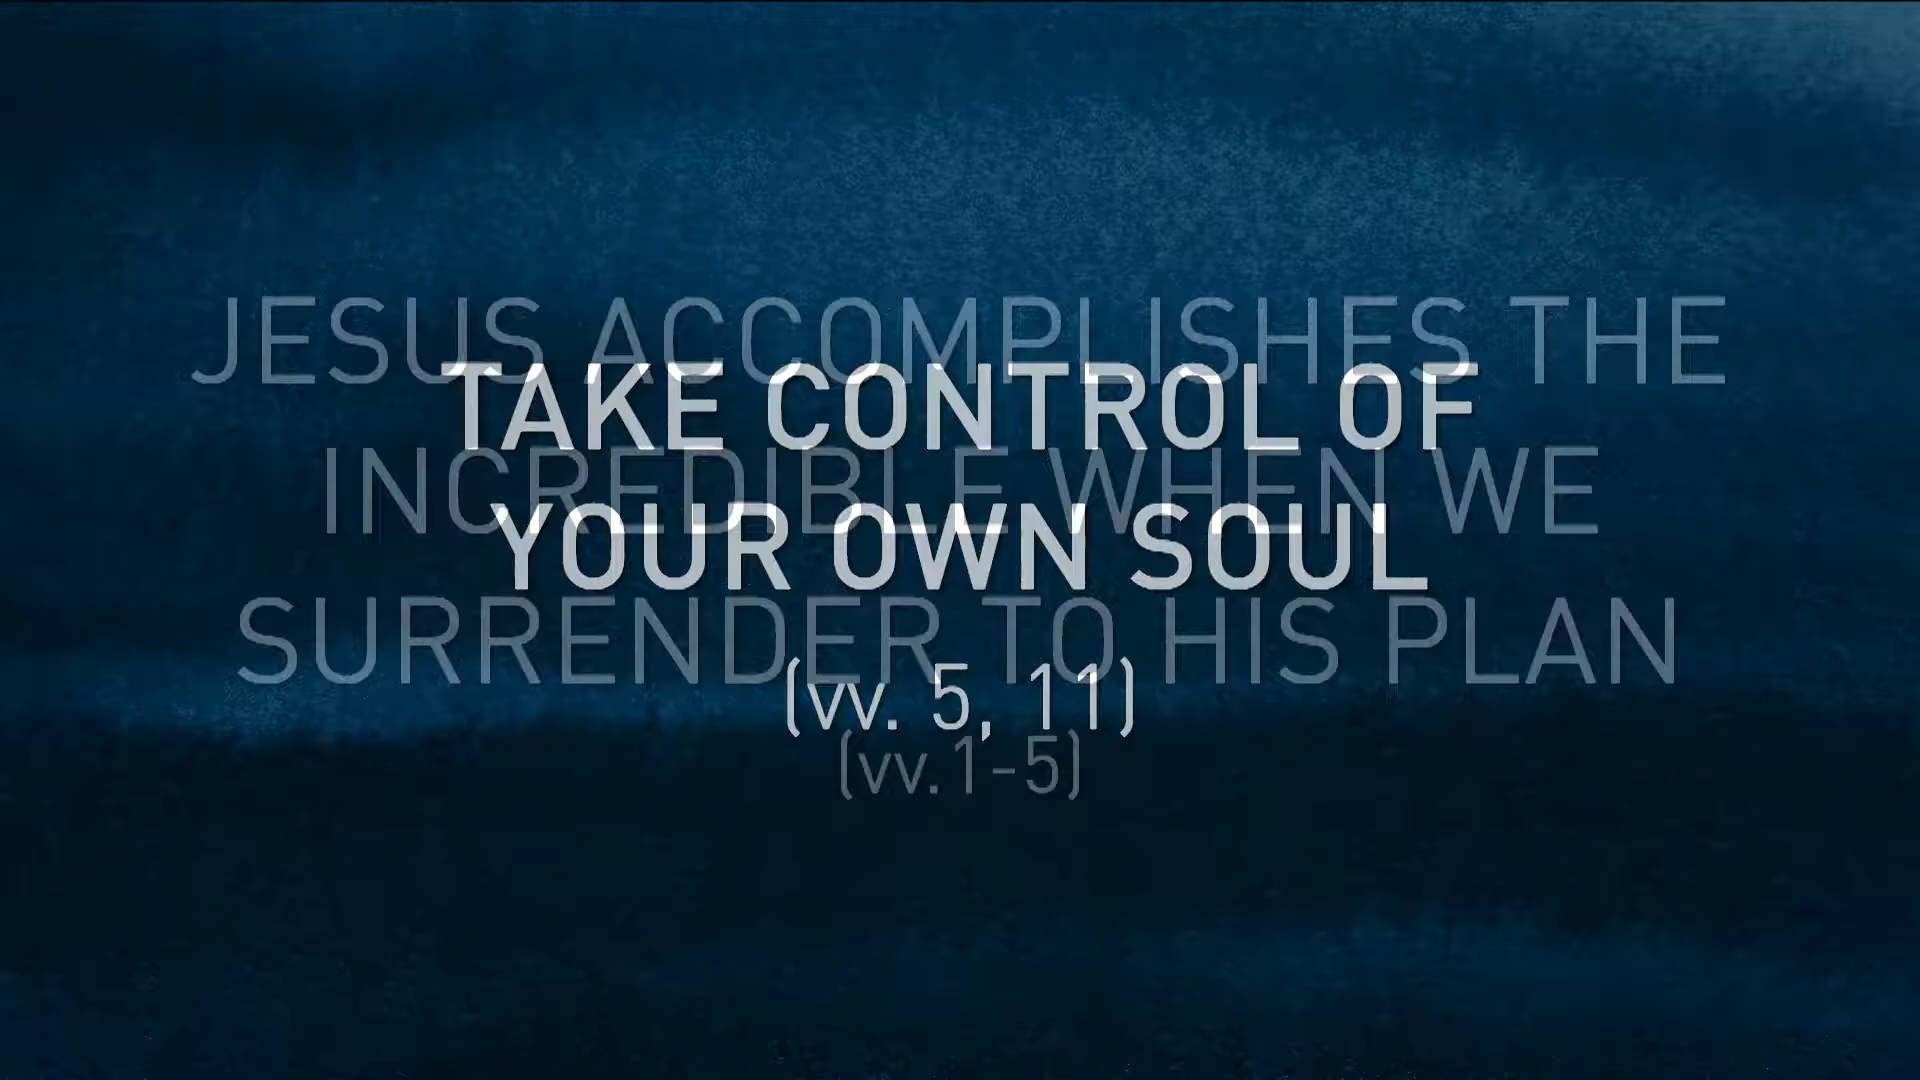 JESUS ACCOMPLISHES THE
INCREDIBLE WHEN WE
SURRENDER TO HIS PLAN
(vv.1-5)
TAKE CONTROL OF
YOUR OWN SOUL
(vv. 5, 11)